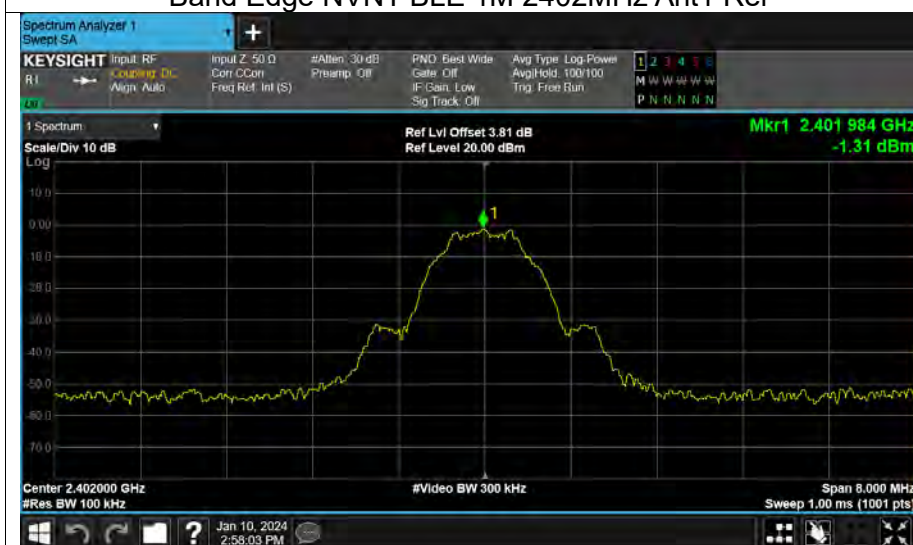 Band Edge NVNT BLE 1M 2402MHz Ant1 Ref
Spectrum Analyzer 1
Swept SA
+
KEYSIGHT
Input: RF
Coupling: DC
Align: Auto
Input Z: 50 Ω
Corr CCorr
Freq Ref: Int (S)
#Atten: 30 dB
Preamp: Off
PNO: Best Wide
Gate: Off
IF Gain: Low
Sig Track: Off
Avg Type: Log-Power
Avg|Hold: 100/100
Trig: Free Run
1 2 3 4 5 6
M W W W W W
P N N N N N
1 Spectrum
Scale/Div 10 dB
Ref Lvl Offset 3.81 dB
Ref Level 20.00 dBm
Mkr1 2.401 984 GHz
-1.31 dBm
Log
10.0
0.00
1
-10.0
-20.0
-30.0
-40.0
-50.0
-60.0
-70.0
Center 2.402000 GHz
#Res BW 100 kHz
#Video BW 300 kHz
Span 8.000 MHz
Sweep 1.00 ms (1001 pts)
?
Jan 10, 2024
2:58:03 PM